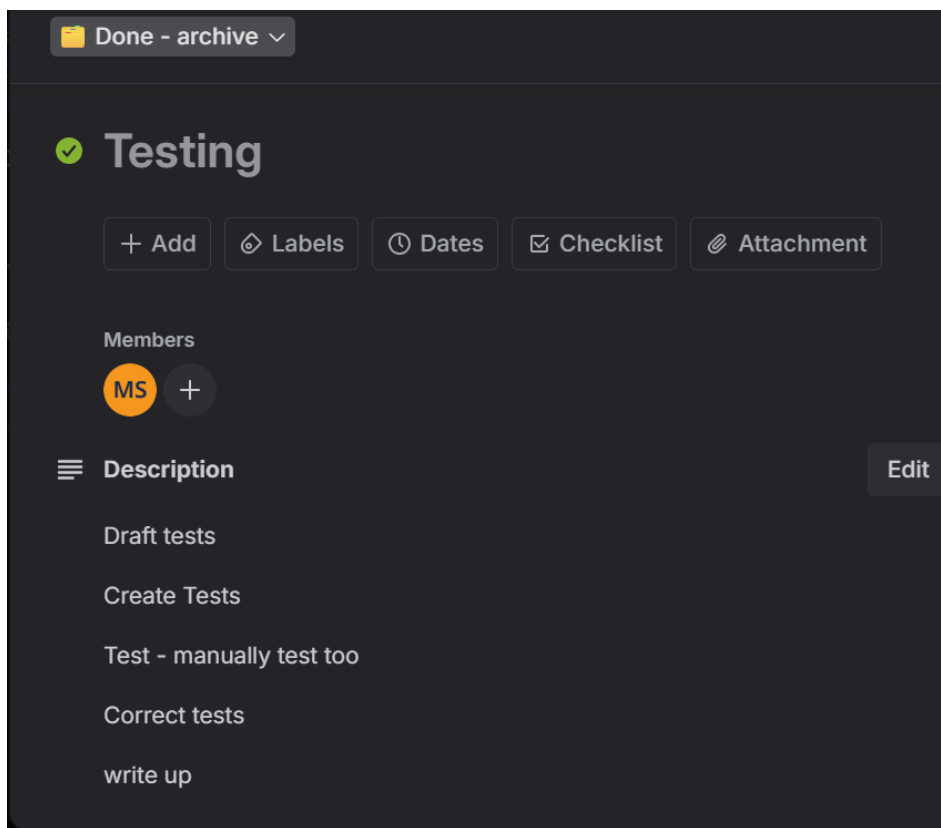 Done - archive
Testing
Add
Labels
Dates
Checklist
Attachment
Members
MS
Description
Edit
Draft tests
Create Tests
Test - manually test too
Correct tests
write up